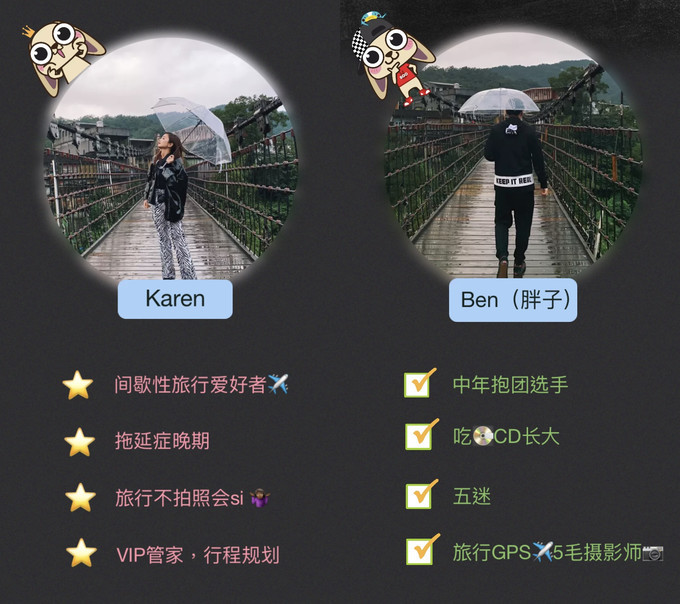 KEEP IT REAL
Karen
Ben（胖子）
间歇性旅行爱好者✈️
拖延症晚期
旅行不拍照会si 🤷🏾‍♀️
VIP管家，行程规划
中年抱团选手
吃📀CD长大
五迷
旅行GPS✈️5毛摄影师📷